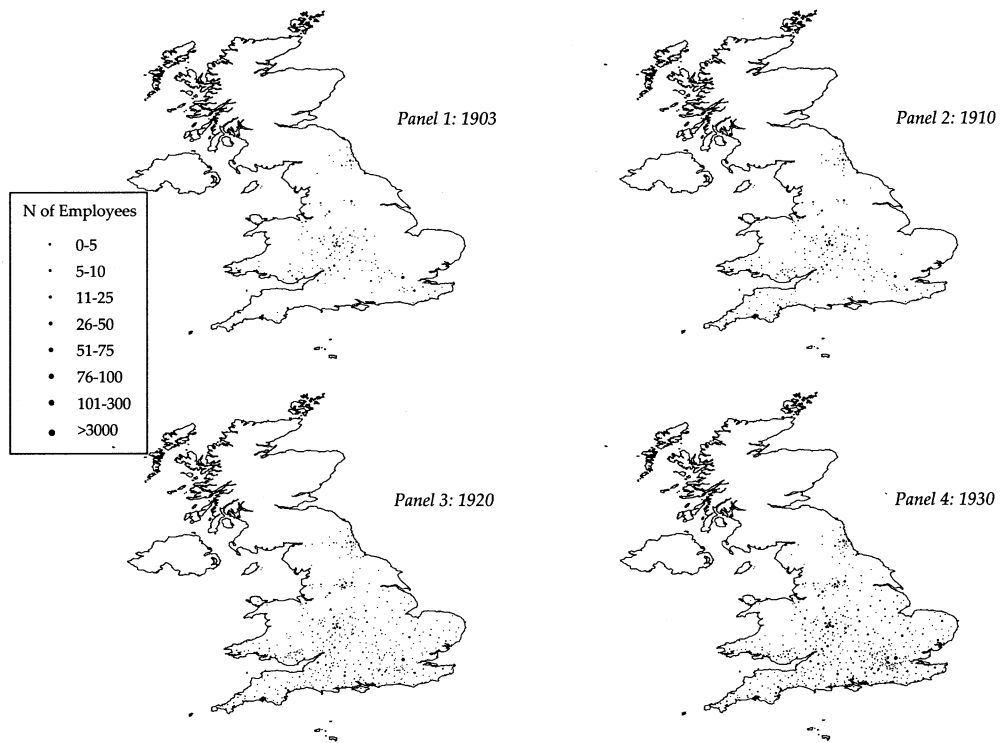 Panel 1: 1903
Panel 2: 1910
N of Employees
0-5
5-10
11-25
26-50
51-75
76-100
101-300
>3000
Panel 3: 1920
Panel 4: 1930